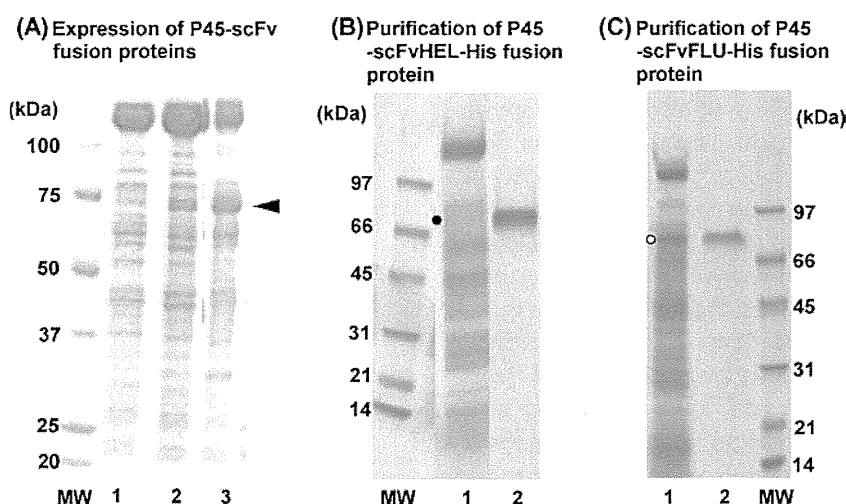 (A) Expression of P45-scFv
fusion proteins
(kDa)
100
75
50
37
25
20
MW 1 2 3
(B) Purification of P45
-scFvHEL-His fusion
protein
(kDa)
97
66
45
31
21
14
MW 1 2
(C) Purification of P45
-scFvFLU-His fusion
protein
(kDa)
97
66
45
31
21
14
1 2 MW